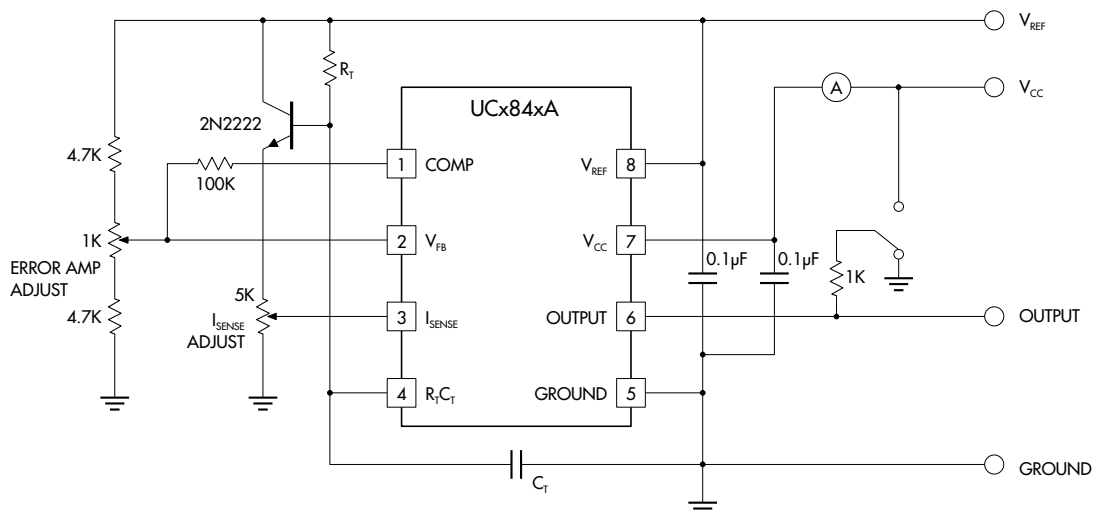 V_REF
A
V_CC
R_T
UCx84xA
2N2222
4.7K
100K
1
COMP
V_REF
8
1K
ERROR AMP
ADJUST
2
V_FB
V_CC
7
0.1µF
0.1µF
1K
4.7K
5K
I_SENSE
ADJUST
3
I_SENSE
OUTPUT
6
OUTPUT
4
R_TC_T
GROUND
5
C_T
GROUND